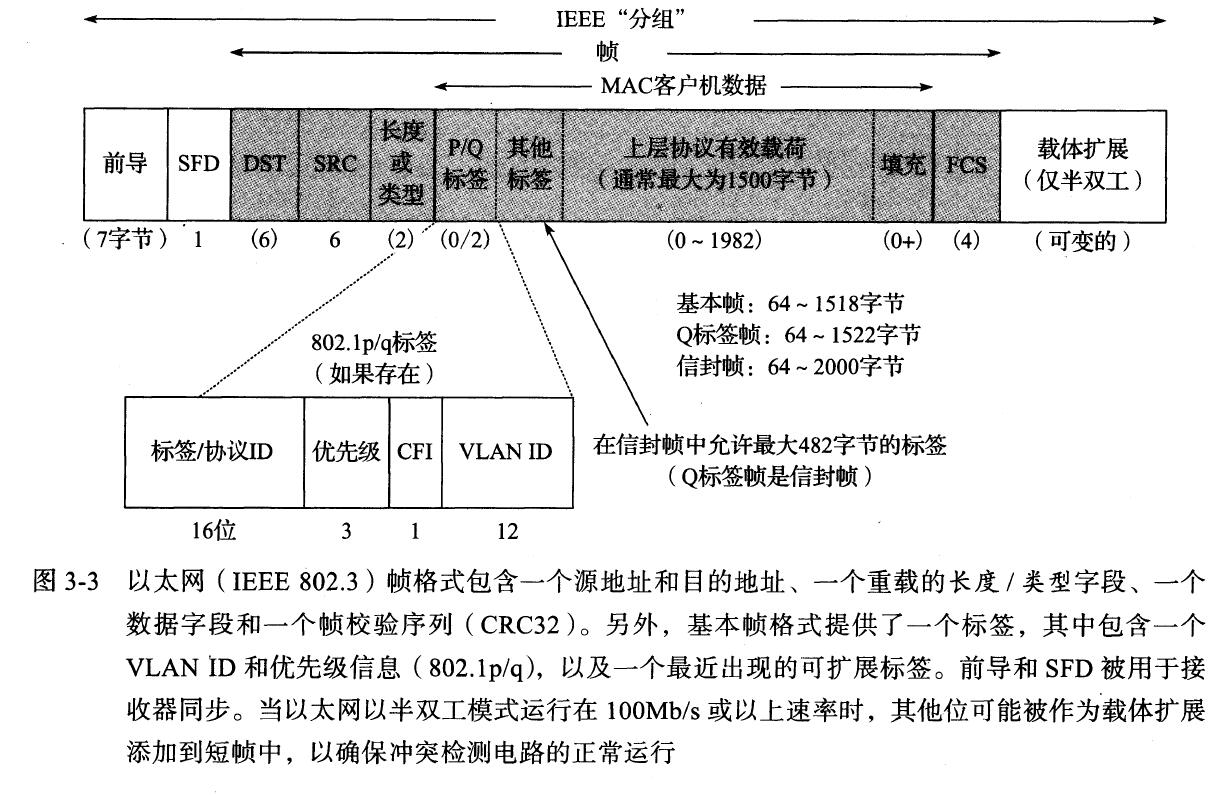 IEEE“分组”
帧
MAC客户机数据
前导 SFD DST SRC 长度或类型 P/Q标签 其他标签 上层协议有效载荷（通常最大为1500字节） 填充 FCS 载体扩展（仅半双工）
（7字节） 1 (6) 6 (2) (0/2) (0～1982) (0+) (4) （可变的）
基本帧：64～1518字节
Q标签帧：64～1522字节
信封帧：64～2000字节
802.1p/q标签
（如果存在）
标签/协议ID 优先级 CFI VLAN ID
16位 3 1 12
在信封帧中允许最大482字节的标签
（Q标签帧是信封帧）
图 3-3 以太网（IEEE 802.3）帧格式包含一个源地址和目的地址、一个重载的长度 / 类型字段、一个
数据字段和一个帧校验序列（CRC32）。另外，基本帧格式提供了一个标签，其中包含一个
VLAN ID 和优先级信息（802.1p/q），以及一个最近出现的可扩展标签。前导和 SFD 被用于接
收器同步。当以太网以半双工模式运行在 100Mb/s 或以上速率时，其他位可能被作为载体扩展
添加到短帧中，以确保冲突检测电路的正常运行